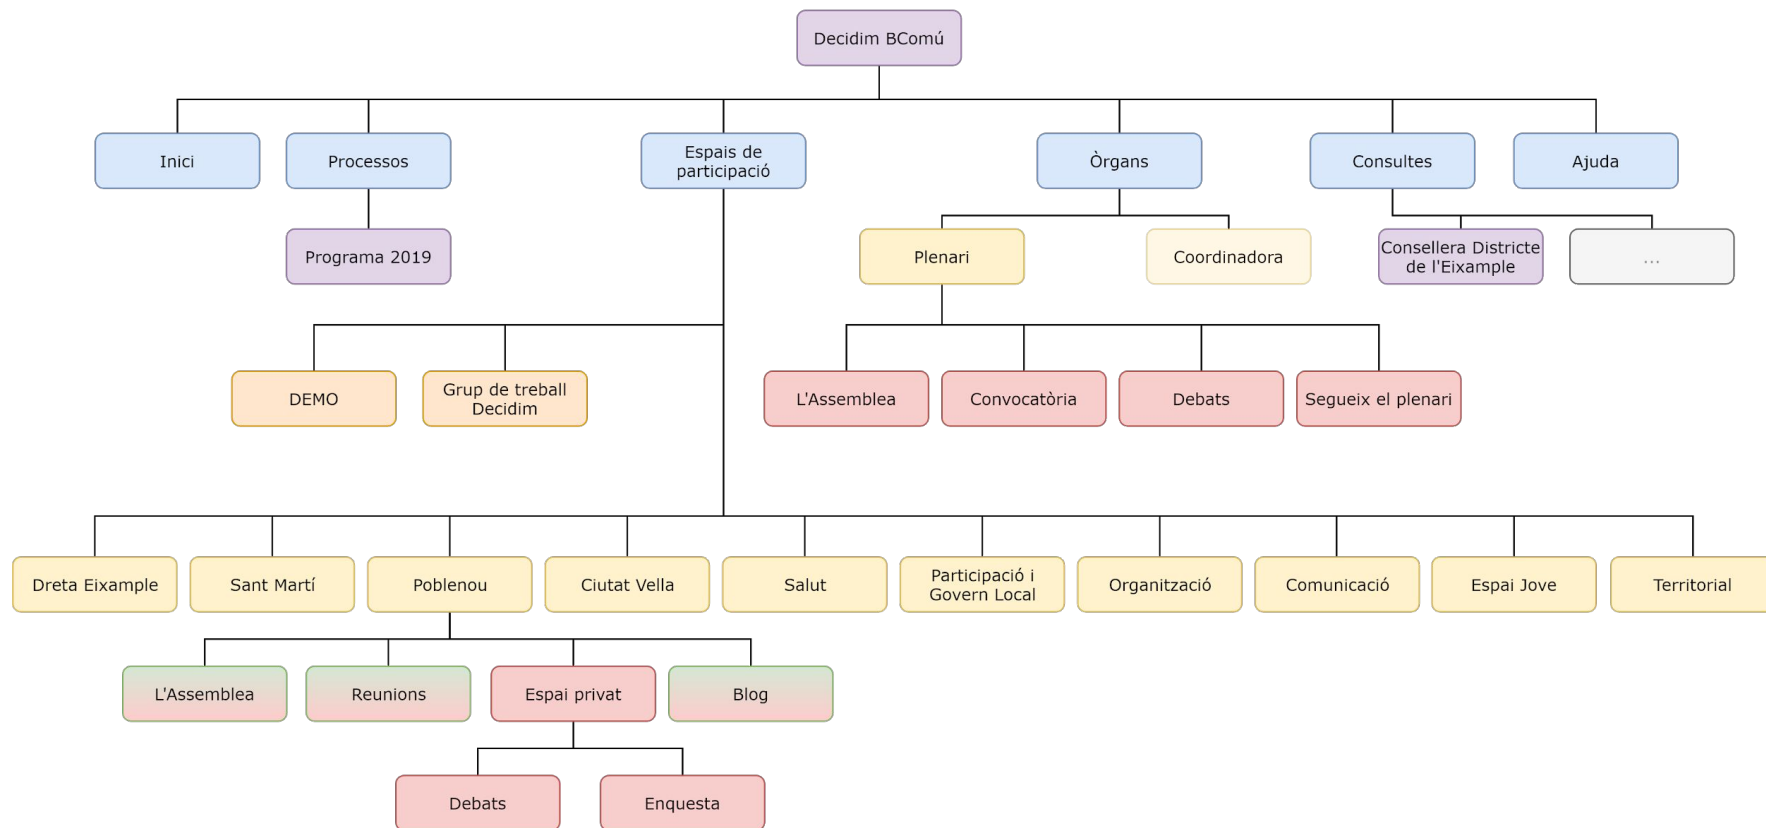 Decidim BComú
Inici
Processos
Espais de
participació
Òrgans
Consultes
Ajuda
Programa 2019
Plenari
Coordinadora
Consellera Districte
de l'Eixample
...
DEMO
Grup de treball
Decidim
L'Assemblea
Convocatòria
Debats
Segueix el plenari
Dreta Eixample
Sant Martí
Poblenou
Ciutat Vella
Salut
Participació i
Govern Local
Organització
Comunicació
Espai Jove
Territorial
L'Assemblea
Reunions
Espai privat
Blog
Debats
Enquesta